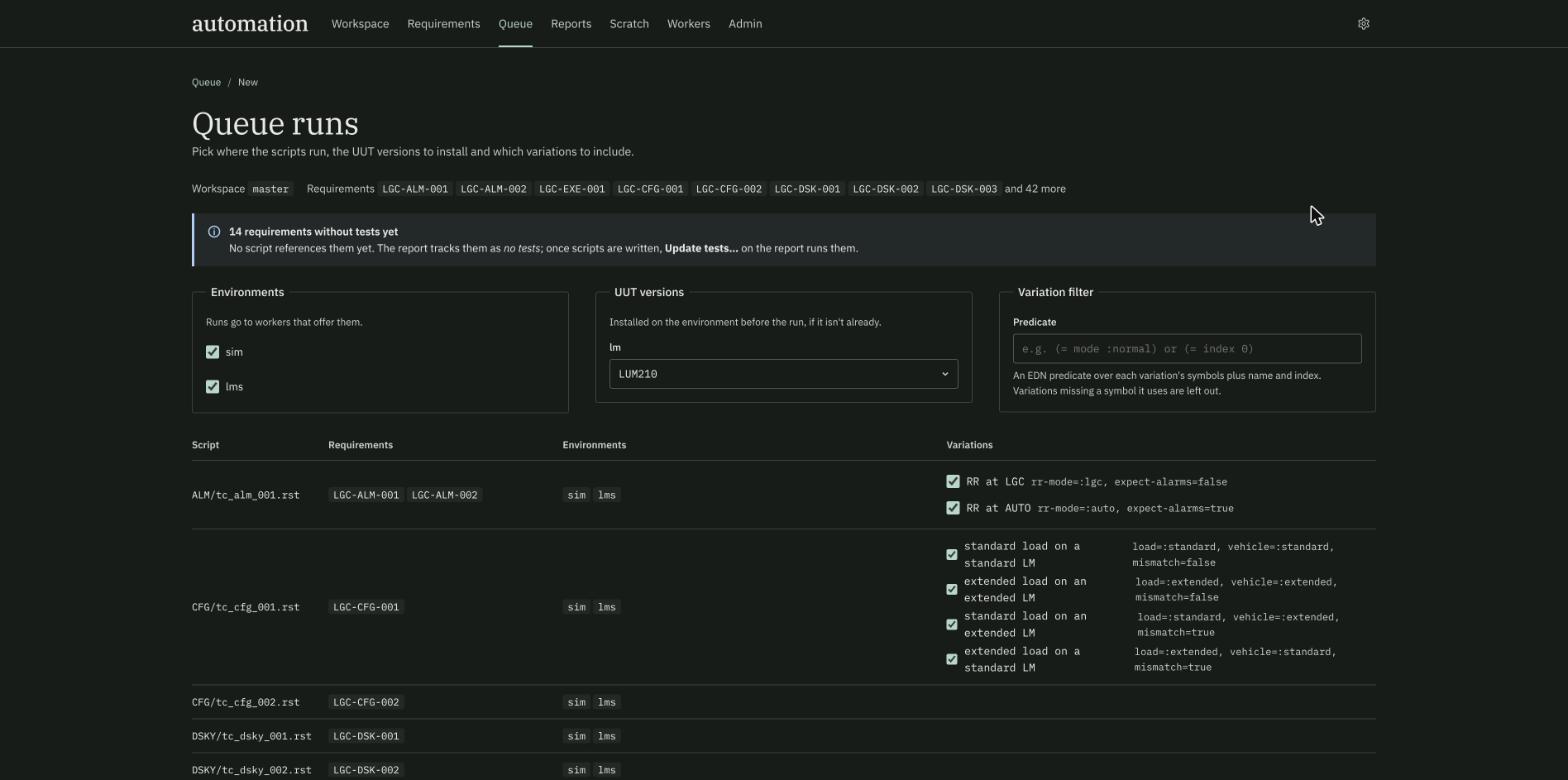 automation Workspace Requirements Queue Reports Scratch Workers Admin
Queue / New
Queue runs
Pick where the scripts run, the UUT versions to install and which variations to include.
Workspace master Requirements LGC-ALM-001 LGC-ALM-002 LGC-EXE-001 LGC-CFG-001 LGC-CFG-002 LGC-DSK-001 LGC-DSK-002 LGC-DSK-003 and 42 more
14 requirements without tests yet
No script references them yet. The report tracks them as no tests; once scripts are written, Update tests... on the report runs them.
Environments
Runs go to workers that offer them.
sim
lms
UUT versions
Installed on the environment before the run, if it isn't already.
lm
LUM210
Variation filter
Predicate
e.g. (= mode :normal) or (= index 0)
An EDN predicate over each variation's symbols plus name and index.
Variations missing a symbol it uses are left out.
Script Requirements Environments Variations
ALM/tc_alm_001.rst LGC-ALM-001 LGC-ALM-002 sim lms
RR at LGC rr-mode=:lgc, expect-alarms=false
RR at AUTO rr-mode=:auto, expect-alarms=true
CFG/tc_cfg_001.rst LGC-CFG-001 sim lms
standard load on a load=:standard, vehicle=:standard,
standard LM mismatch=false
extended load on an load=:extended, vehicle=:extended,
extended LM mismatch=false
standard load on an load=:standard, vehicle=:extended,
extended LM mismatch=true
extended load on a load=:extended, vehicle=:standard,
standard LM mismatch=true
CFG/tc_cfg_002.rst LGC-CFG-002 sim lms
DSKY/tc_dsky_001.rst LGC-DSK-001 sim lms
DSKY/tc_dsky_002.rst LGC-DSK-002 sim lms